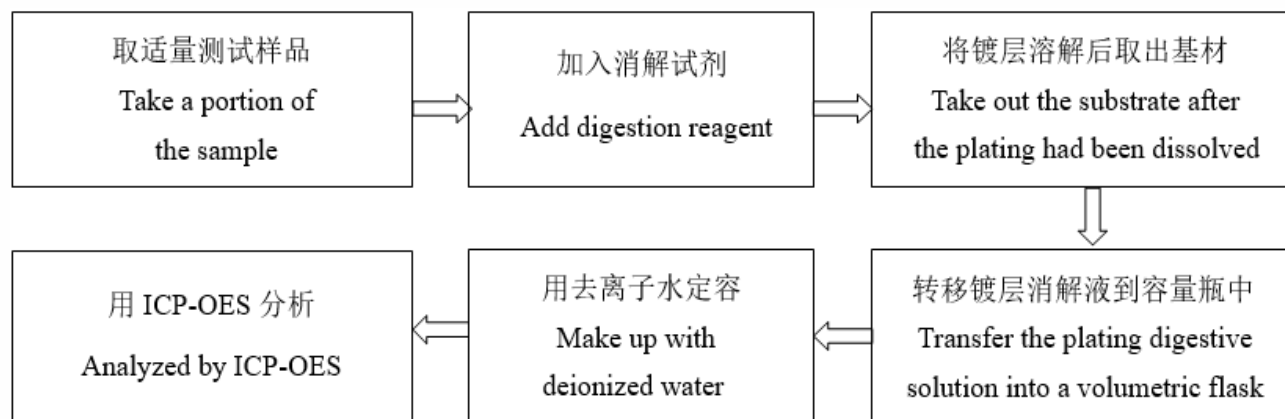 取适量测试样品
Take a portion of
the sample
加入消解试剂
Add digestion reagent
将镀层溶解后取出基材
Take out the substrate after
the plating had been dissolved
转移镀层消解液到容量瓶中
Transfer the plating digestive
solution into a volumetric flask
用去离子水定容
Make up with
deionized water
用 ICP-OES 分析
Analyzed by ICP-OES